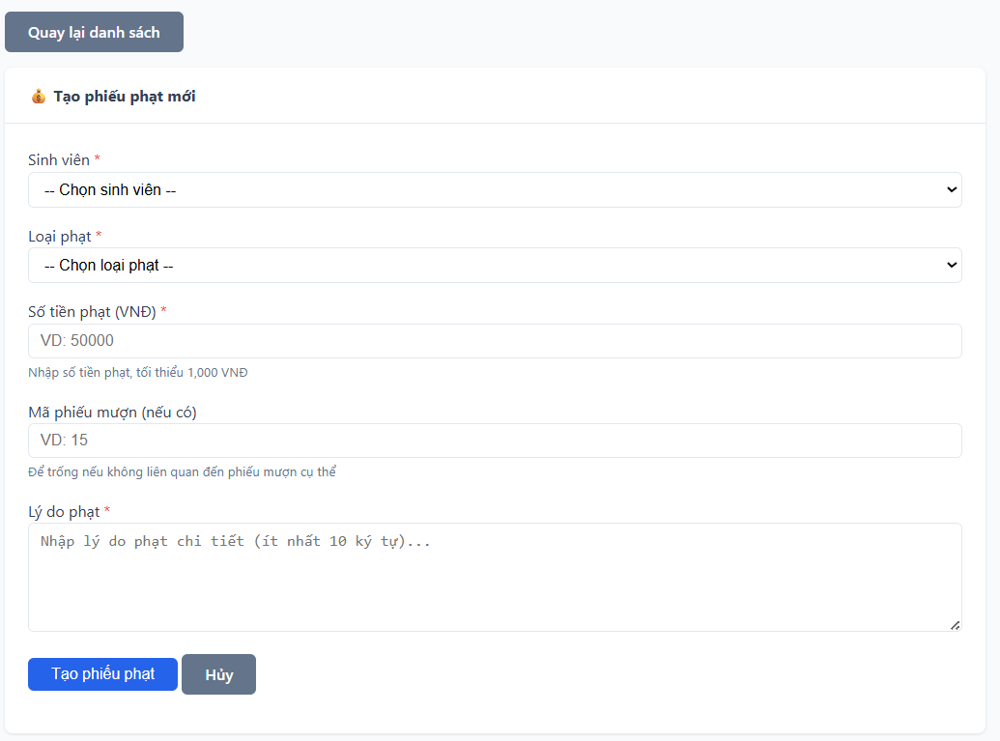 Quay lại danh sách
💰 Tạo phiếu phạt mới
Sinh viên *
-- Chọn sinh viên --
Loại phạt *
-- Chọn loại phạt --
Số tiền phạt (VNĐ) *
VD: 50000
Nhập số tiền phạt, tối thiểu 1,000 VNĐ
Mã phiếu mượn (nếu có)
VD: 15
Để trống nếu không liên quan đến phiếu mượn cụ thể
Lý do phạt *
Nhập lý do phạt chi tiết (ít nhất 10 ký tự)...
Tạo phiếu phạt Hủy